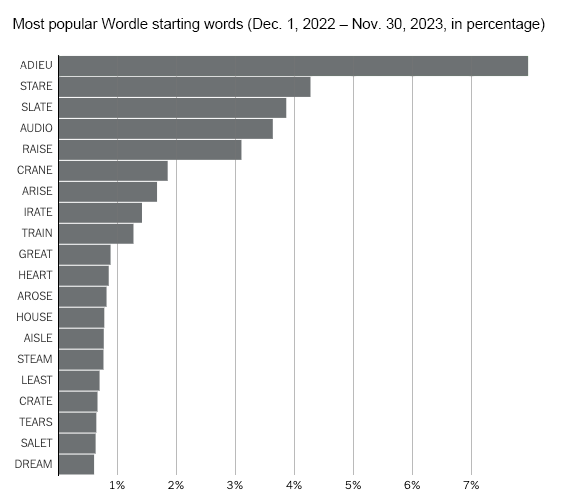 Most popular Wordle starting words (Dec. 1, 2022 – Nov. 30, 2023, in percentage)
ADIEU
STARE
SLATE
AUDIO
RAISE
CRANE
ARISE
IRATE
TRAIN
GREAT
HEART
AROSE
HOUSE
AISLE
STEAM
LEAST
CRATE
TEARS
SALET
DREAM
1% 2% 3% 4% 5% 6% 7%